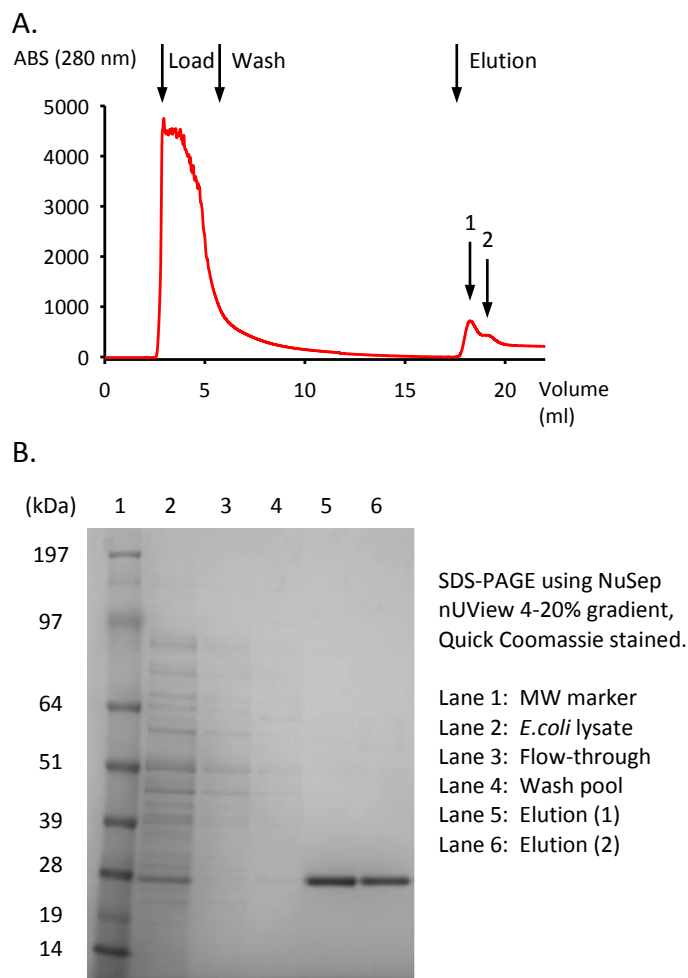 A.
ABS (280 nm) Load Wash Elution
5000
4000
3000
2000
1000
0
1 2
0 5 10 15 20 Volume
(ml)
B.
(kDa) 1 2 3 4 5 6
197
97
64
51
39
28
19
14
SDS-PAGE using NuSep
nUView 4-20% gradient,
Quick Coomassie stained.
Lane 1: MW marker
Lane 2: E.coli lysate
Lane 3: Flow-through
Lane 4: Wash pool
Lane 5: Elution (1)
Lane 6: Elution (2)